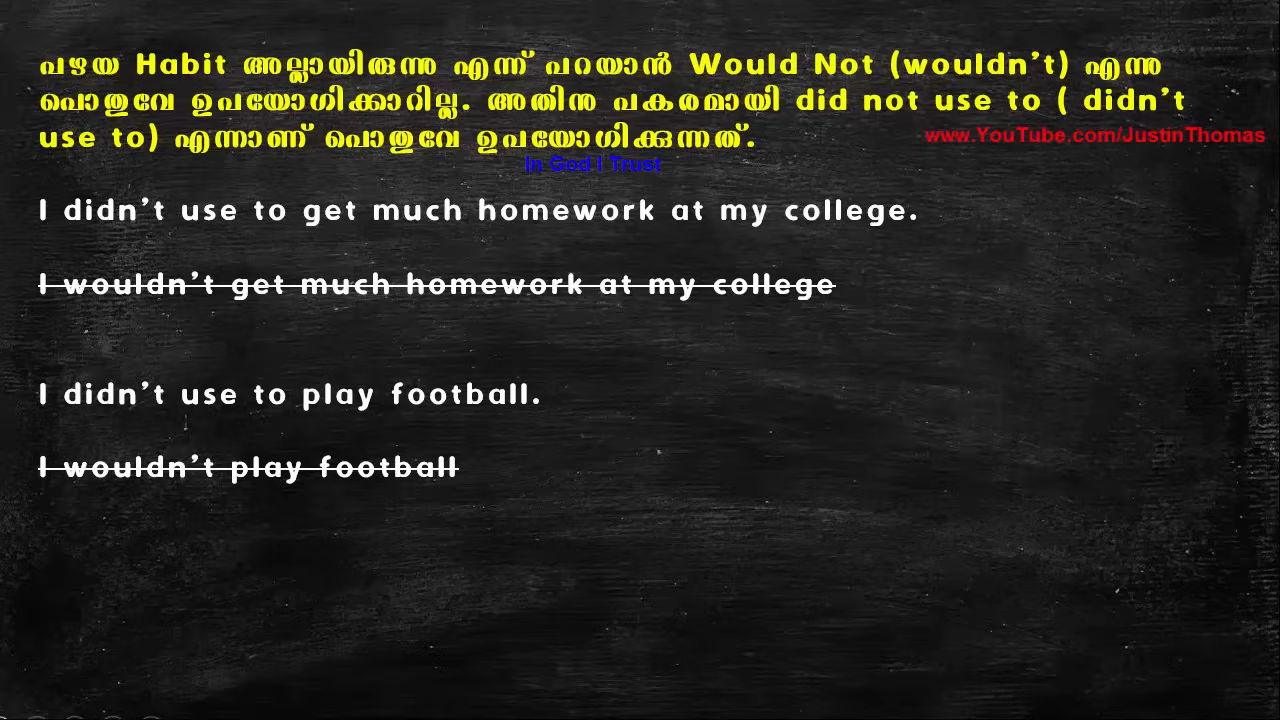 പഴയ Habit അല്ലായിരുന്നു എന്ന് പറയാൻ Would Not (wouldn't) എന്നു
പൊതുവേ ഉപയോഗിക്കാറില്ല. അതിനു പകരമായി did not use to ( didn't
use to) എന്നാണ് പൊതുവേ ഉപയോഗിക്കുന്നത്.
www.YouTube.com/JustinThomas
In God I Trust
I didn't use to get much homework at my college.
I wouldn't get much homework at my college
I didn't use to play football.
I wouldn't play football